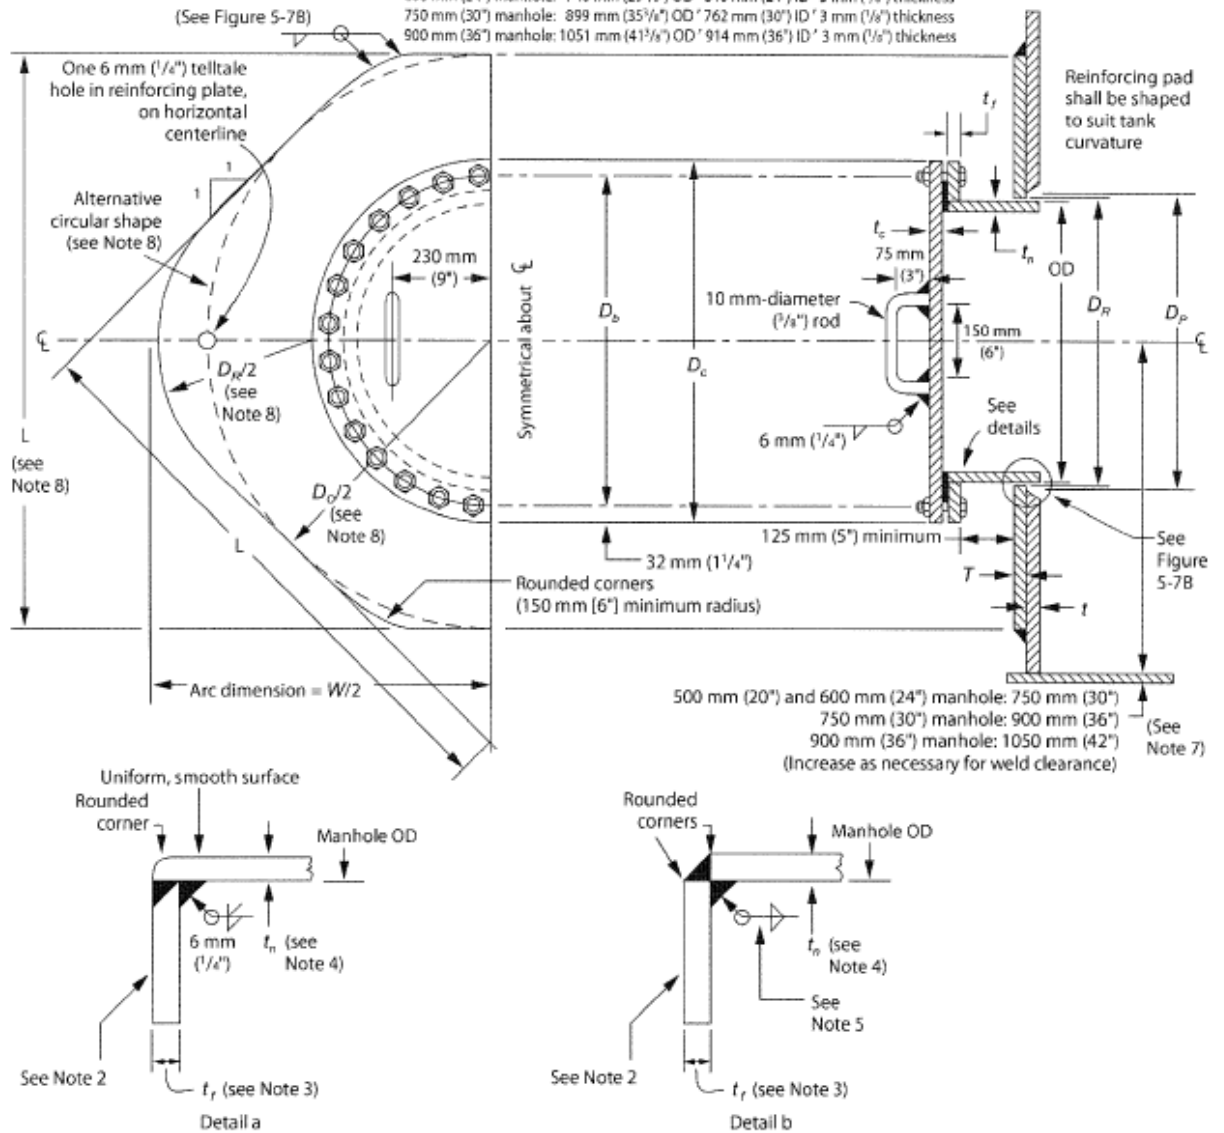 (See Figure 5-7B)
750 mm (30") manhole: 899 mm (35³/₈") OD ′ 762 mm (30") ID ′ 3 mm (¹/₈") thickness
900 mm (36") manhole: 1051 mm (41³/₈") OD ′ 914 mm (36") ID ′ 3 mm (¹/₈") thickness
One 6 mm (¹/₄") telltale
hole in reinforcing plate,
on horizontal
centerline
Reinforcing pad
shall be shaped
to suit tank
curvature
t_f
1
1
Alternative
circular shape
(see Note 8)
230 mm
(9")
Symmetrical about ℄
t_c
75 mm
(3")
t_n
OD
D_R
D_P
10 mm-diameter
(³/₈") rod
D_b
D_c
150 mm
(6")
℄
℄
D_R/2
(see
Note 8)
See
details
6 mm (¹/₄")
L
(see
Note 8)
D_0/2
(see
Note 8)
L
125 mm (5") minimum
32 mm (1¹/₄")
See
Figure
5-7B
T
t
Rounded corners
(150 mm [6"] minimum radius)
Arc dimension = W/2
500 mm (20") and 600 mm (24") manhole: 750 mm (30")
750 mm (30") manhole: 900 mm (36")
900 mm (36") manhole: 1050 mm (42")
(Increase as necessary for weld clearance)
(See
Note 7)
Uniform, smooth surface
Rounded
corner
Manhole OD
6 mm
(¹/₄")
t_n (see
Note 4)
See Note 2
t_f (see Note 3)
Detail a
Rounded
corners
Manhole OD
t_n (see
Note 4)
See
Note 5
See Note 2
t_f (see Note 3)
Detail b